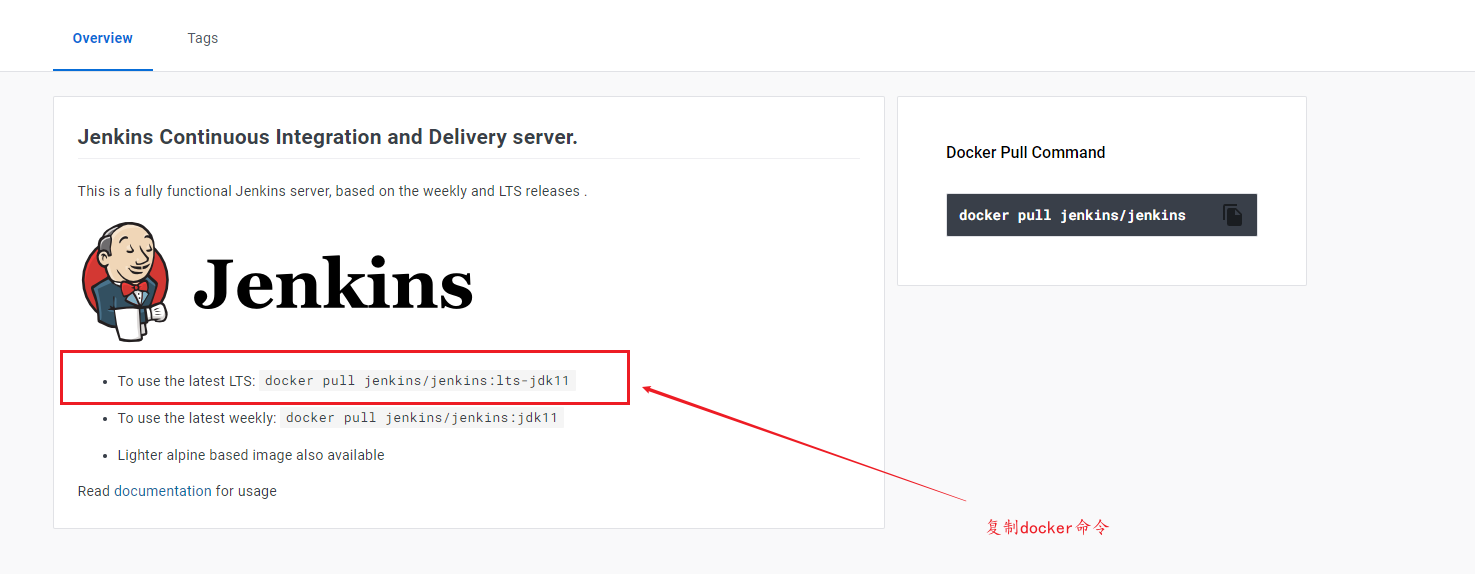 Overview Tags
Jenkins Continuous Integration and Delivery server.
This is a fully functional Jenkins server, based on the weekly and LTS releases .
Jenkins
To use the latest LTS: docker pull jenkins/jenkins:lts-jdk11
To use the latest weekly: docker pull jenkins/jenkins:jdk11
Lighter alpine based image also available
Read documentation for usage
Docker Pull Command
docker pull jenkins/jenkins
复制docker命令